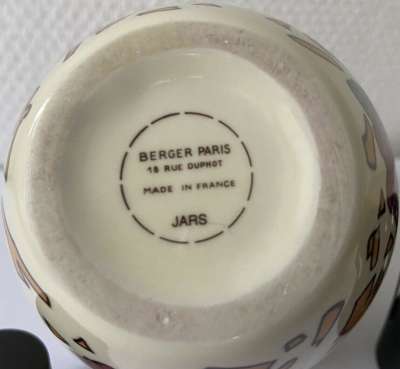 BERGER PARIS
18 RUE DUPHOT
MADE IN FRANCE
JARS